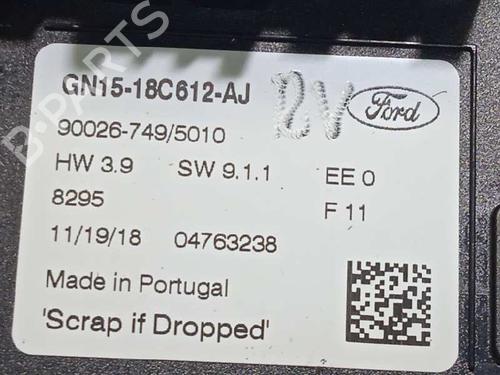 GN15-18C612-AJ
RV
Ford
90026-749/5010
HW 3.9 SW 9.1.1 EE 0
8295 F 11
11/19/18 04763238
Made in Portugal
'Scrap if Dropped'
B-PARTS